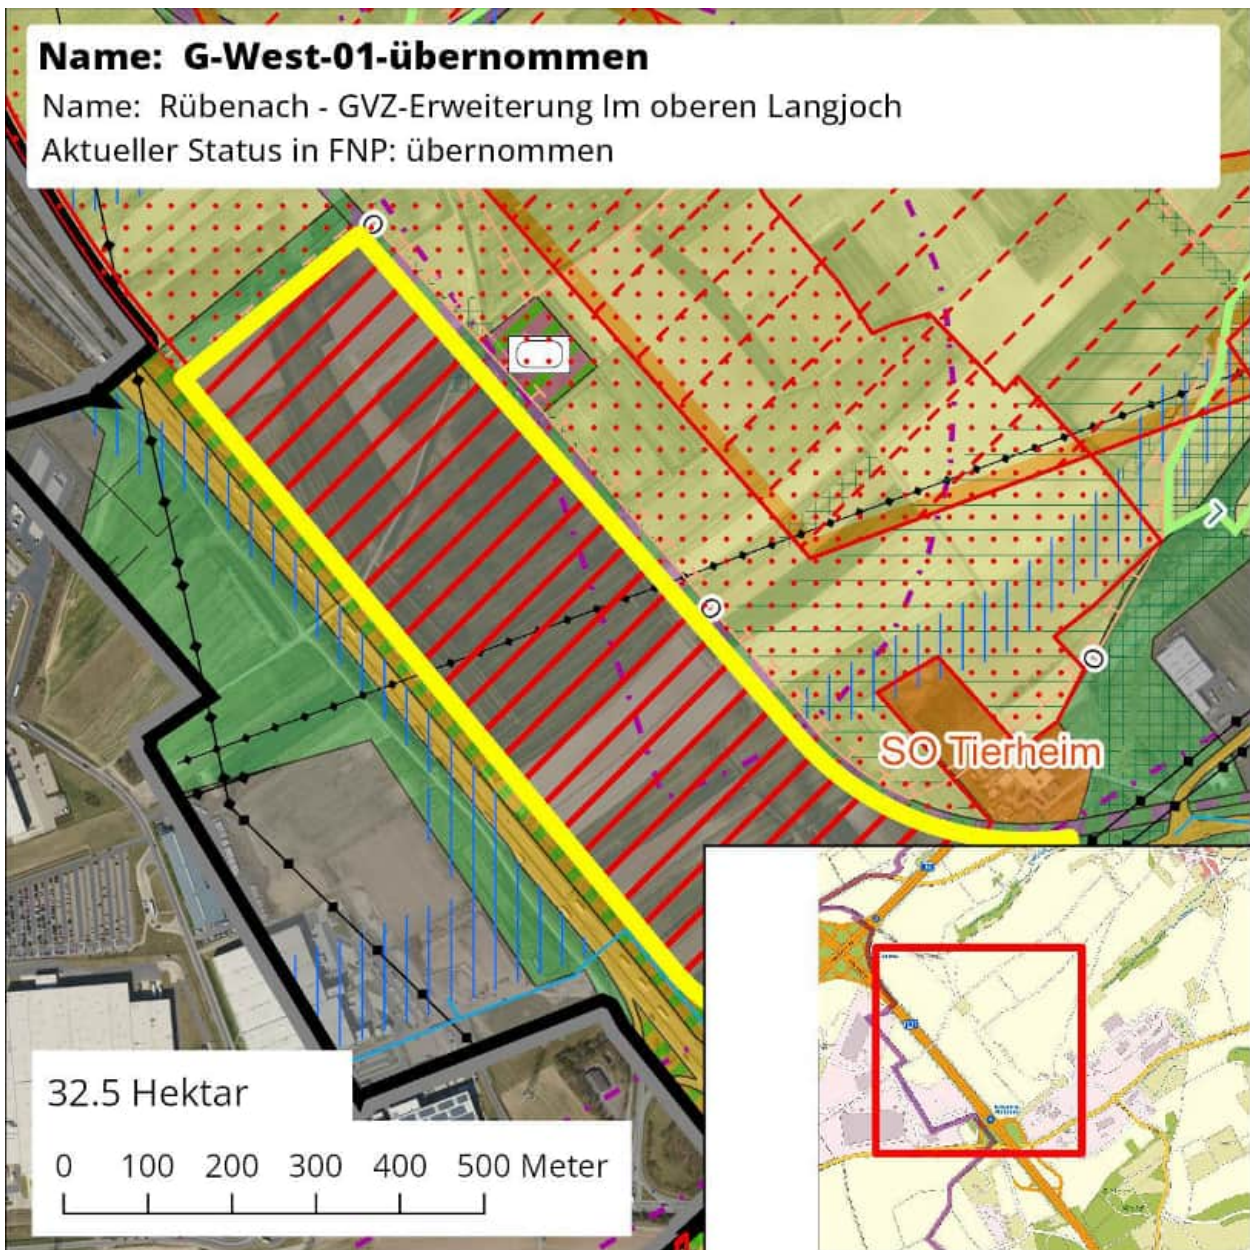 Name: G-West-01-übernommen
Name: Rübenach - GVZ-Erweiterung Im oberen Langjoch
Aktueller Status in FNP: übernommen
SO Tierheim
32.5 Hektar
0 100 200 300 400 500 Meter